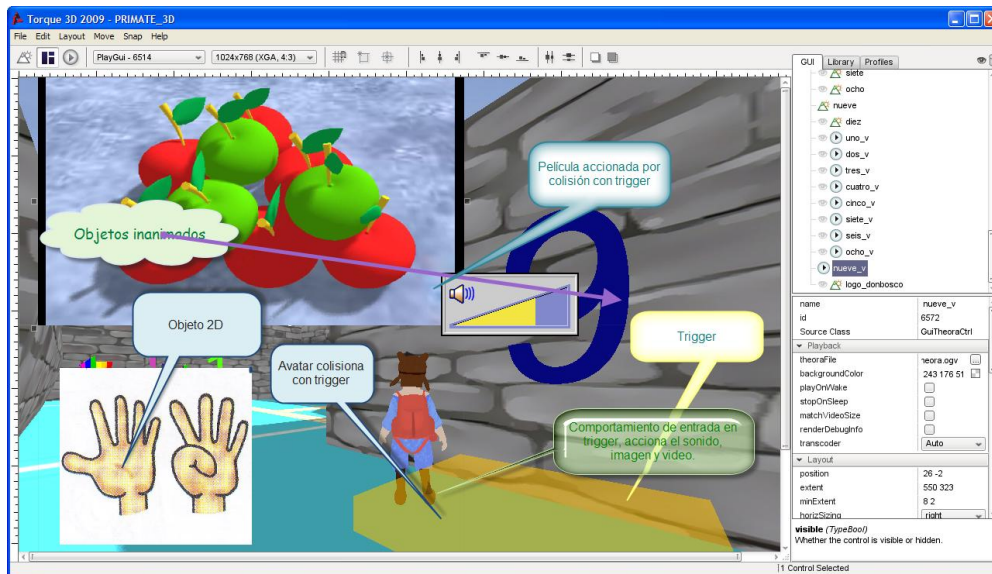 Torque 3D 2009 - PRIMATE_3D
File Edit Layout Move Snap Help
PlayGui - 6514
1024x768 (XGA, 4:3)
GUI Library Profiles
siete
ocho
nueve
diez
uno_v
dos_v
tres_v
cuatro_v
cinco_v
siete_v
seis_v
ocho_v
nueve_v
logo_donbosco
Película accionada por
colisión con trigger
Objetos inanimados
9
Objeto 2D
Avatar colisiona
con trigger
Trigger
Comportamiento de entrada en
trigger, acciona el sonido,
imagen y video.
name nueve_v
id 6572
Source Class GuiTheoraCtrl
Playback
theoraFile neora.ogv ...
backgroundColor 243 176 51
playOnWake
stopOnSleep
matchVideoSize
renderDebugInfo
transcoder Auto
Layout
position 26 -2
extent 550 323
minExtent 8 2
horizSizing right
visible (TypeBool)
Whether the control is visible or hidden.
1 Control Selected